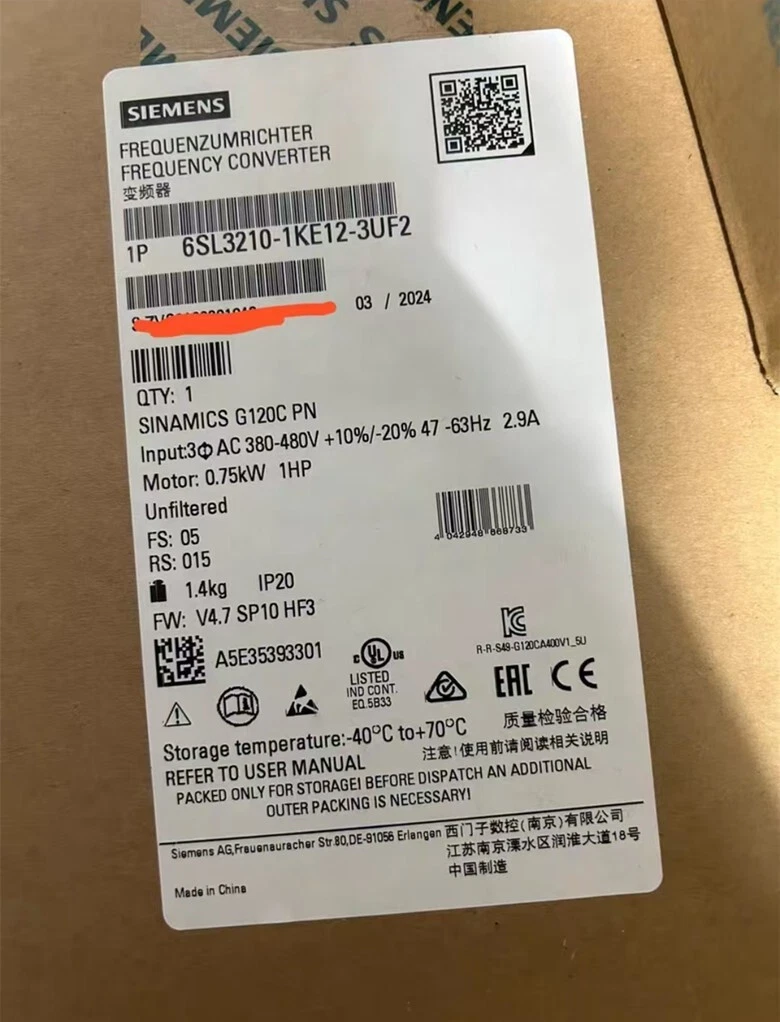 SIEMENS
FREQUENZUMRICHTER
FREQUENCY CONVERTER
变频器
1P 6SL3210-1KE12-3UF2
03 / 2024
QTY: 1
SINAMICS G120C PN
Input:3Φ AC 380-480V +10%/-20% 47 -63Hz 2.9A
Motor: 0.75kW 1HP
Unfiltered
FS: 05
RS: 015
4 042948 668733
1.4kg IP20
FW: V4.7 SP10 HF3
A5E35393301
C UL US
LISTED
IND CONT.
EQ.5B33
R-R-S49-G120CA400V1_5U
EAC CE
质量检验合格
Storage temperature:-40°C to+70°C
注意!使用前请阅读相关说明
REFER TO USER MANUAL
PACKED ONLY FOR STORAGE! BEFORE DISPATCH AN ADDITIONAL
OUTER PACKING IS NECESSARY!
Siemens AG,Frauenauracher Str.80,DE-91056 Erlangen
西门子数控(南京)有限公司
江苏南京溧水区润淮大道18号
中国制造
Made in China